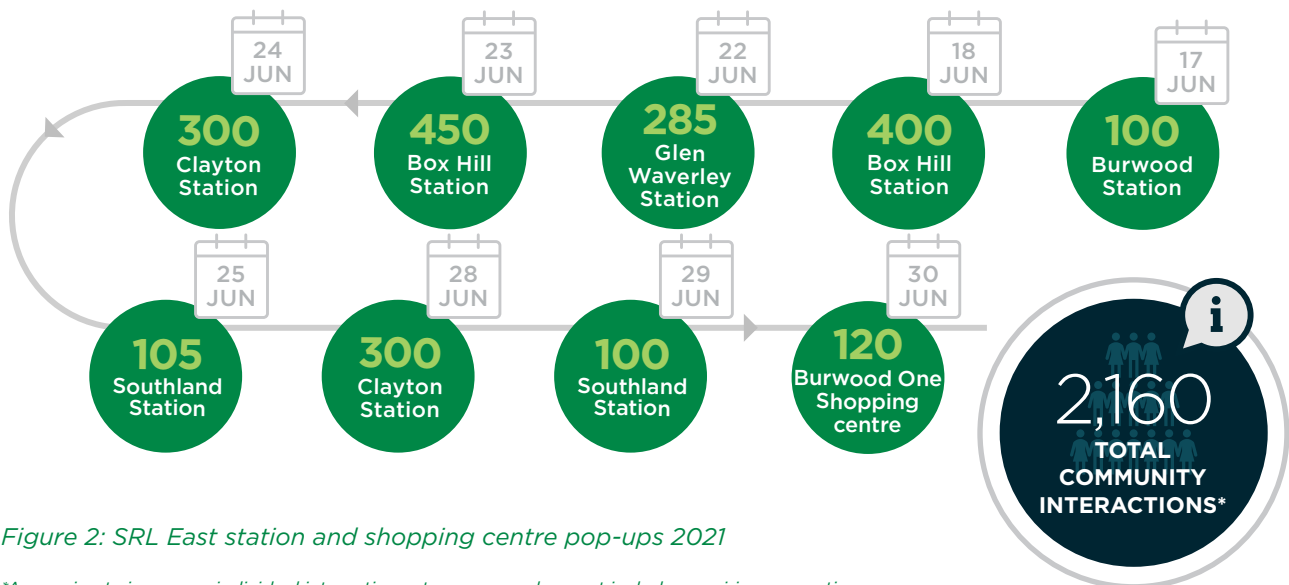 24
JUN
300
Clayton
Station
23
JUN
450
Box Hill
Station
22
JUN
285
Glen
Waverley
Station
18
JUN
400
Box Hill
Station
17
JUN
100
Burwood
Station
25
JUN
105
Southland
Station
28
JUN
300
Clayton
Station
29
JUN
100
Southland
Station
30
JUN
120
Burwood One
Shopping
centre
i
2,160
TOTAL
COMMUNITY
INTERACTIONS*
Figure 2: SRL East station and shopping centre pop-ups 2021